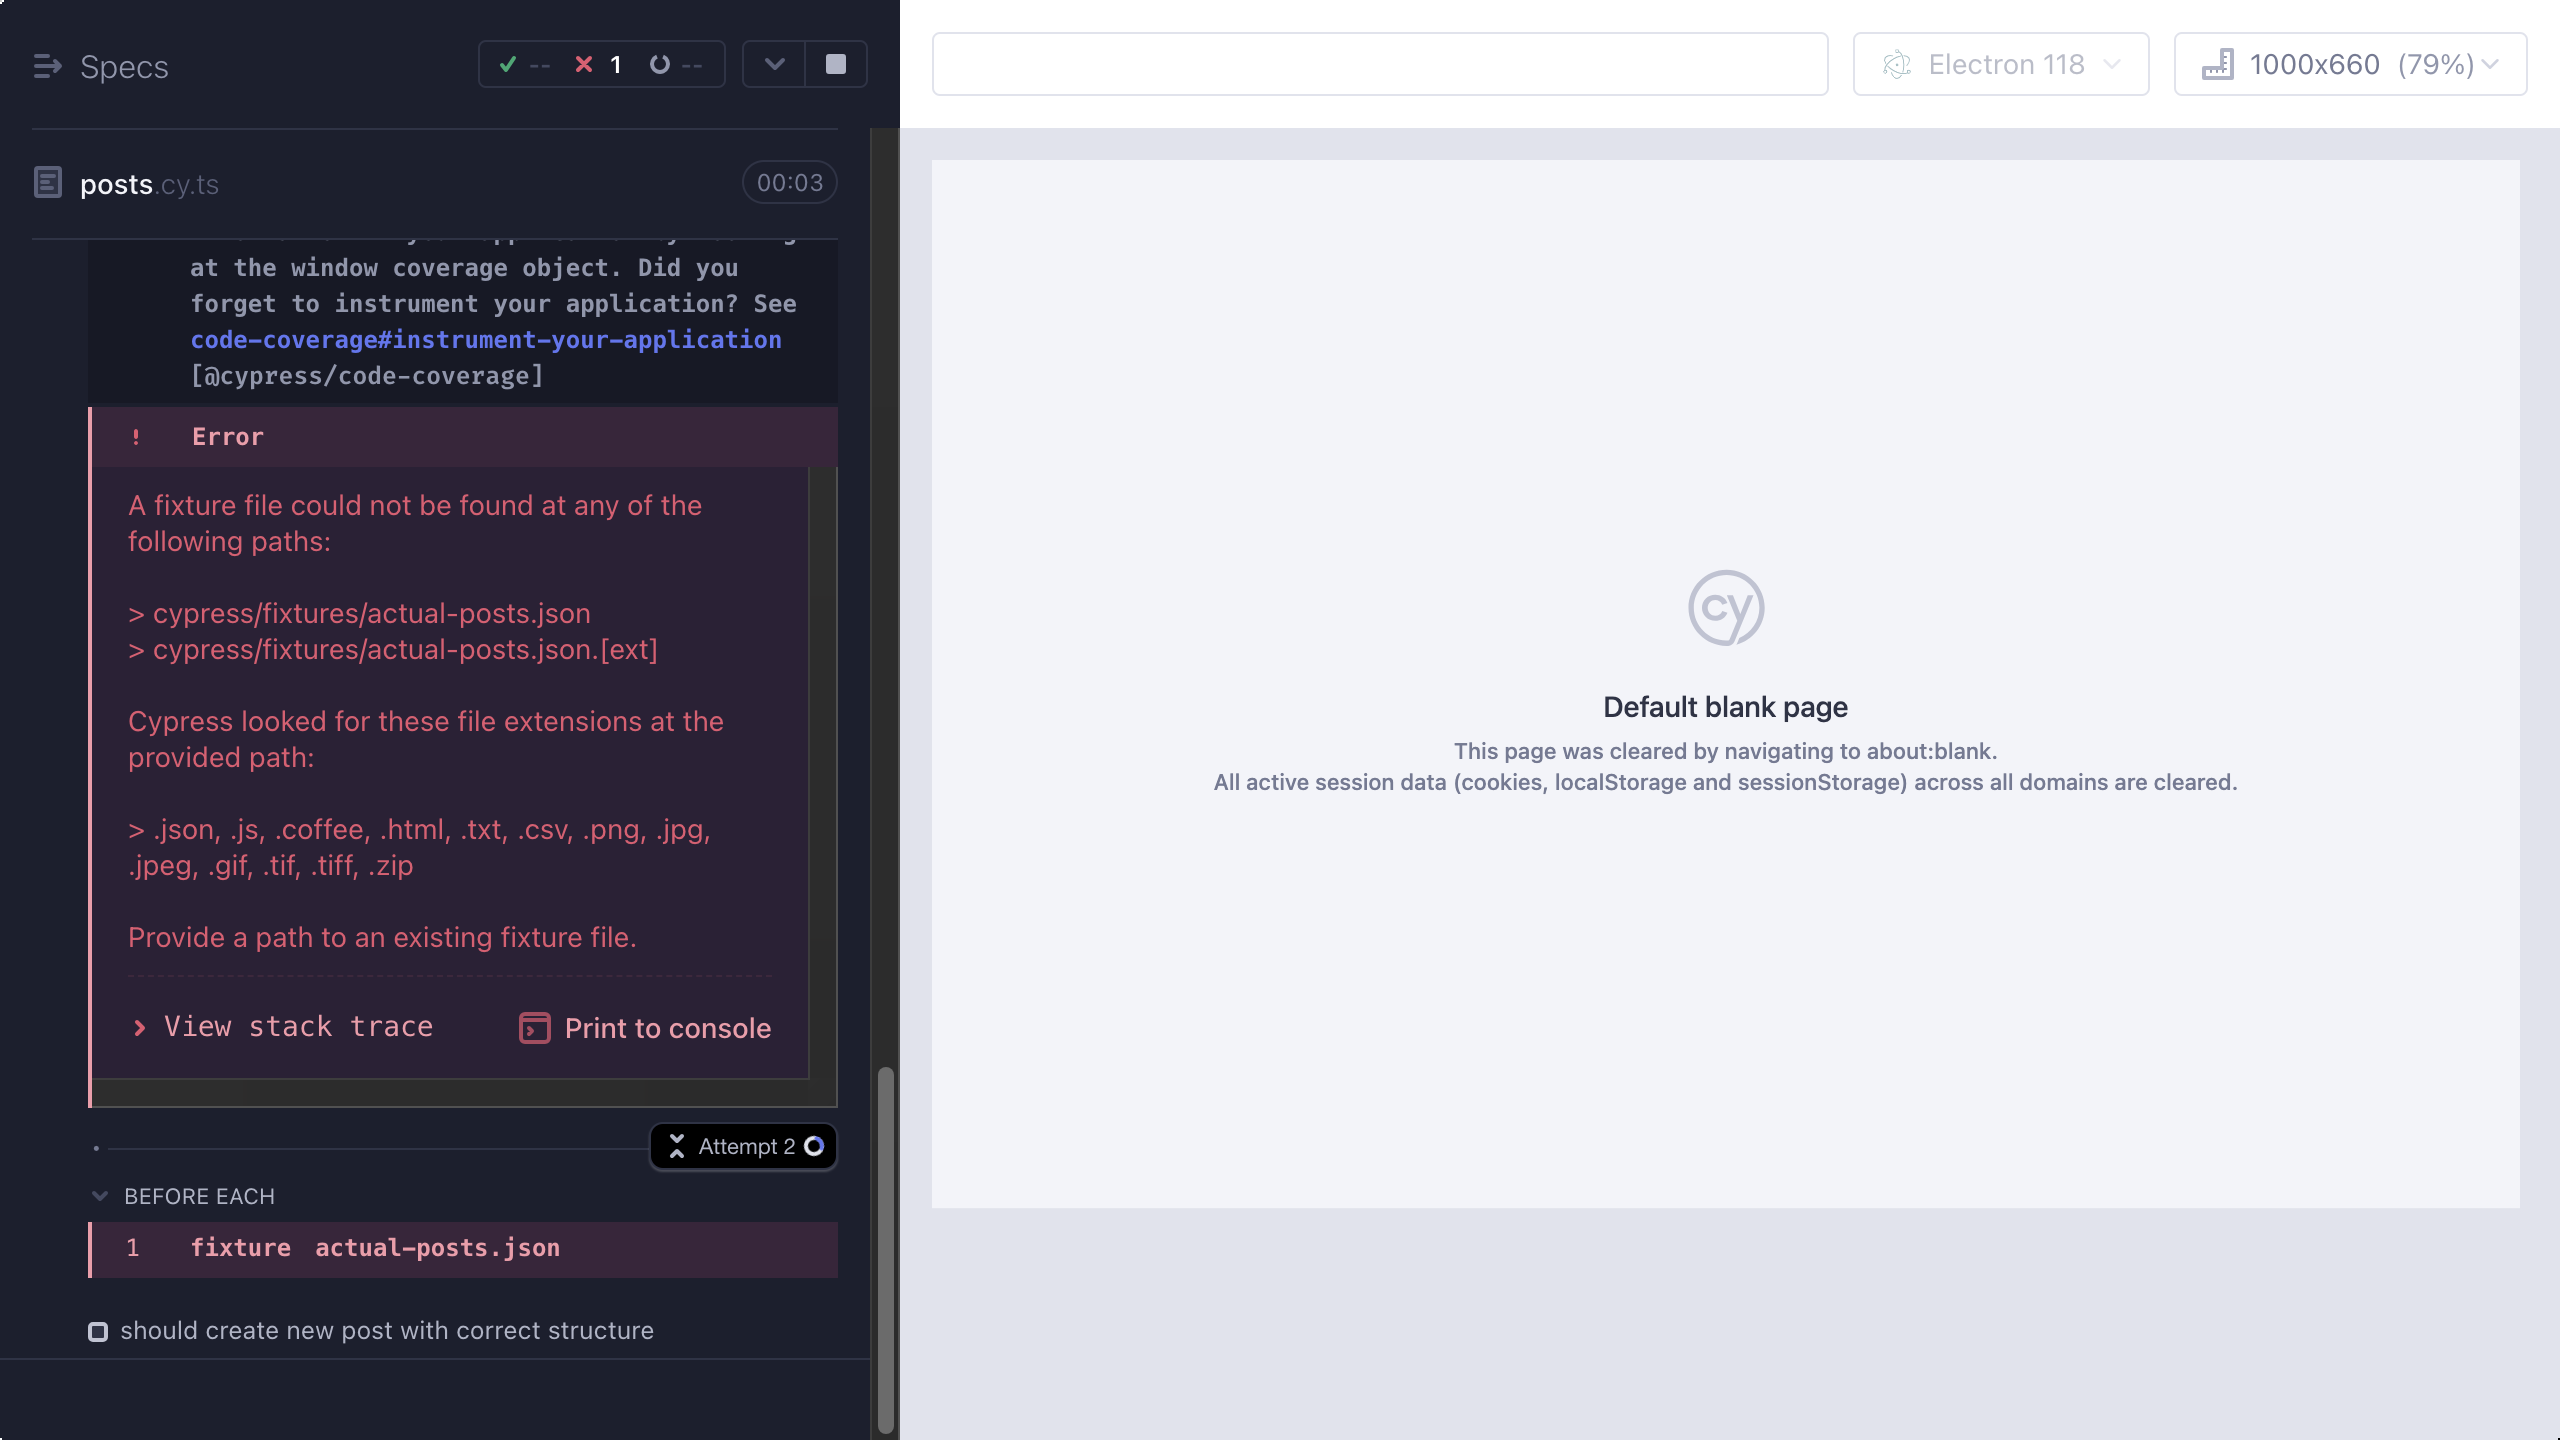 Specs
-- 1 --
Electron 118
1000x660 (79%)
posts.cy.ts
00:03
at the window coverage object. Did you
forget to instrument your application? See
code-coverage#instrument-your-application
[@cypress/code-coverage]
! Error
A fixture file could not be found at any of the
following paths:
> cypress/fixtures/actual-posts.json
> cypress/fixtures/actual-posts.json.[ext]
Cypress looked for these file extensions at the
provided path:
> .json, .js, .coffee, .html, .txt, .csv, .png, .jpg,
.jpeg, .gif, .tif, .tiff, .zip
Provide a path to an existing fixture file.
View stack trace
Print to console
Attempt 2
BEFORE EACH
1 fixture actual-posts.json
should create new post with correct structure
cy
Default blank page
This page was cleared by navigating to about:blank.
All active session data (cookies, localStorage and sessionStorage) across all domains are cleared.